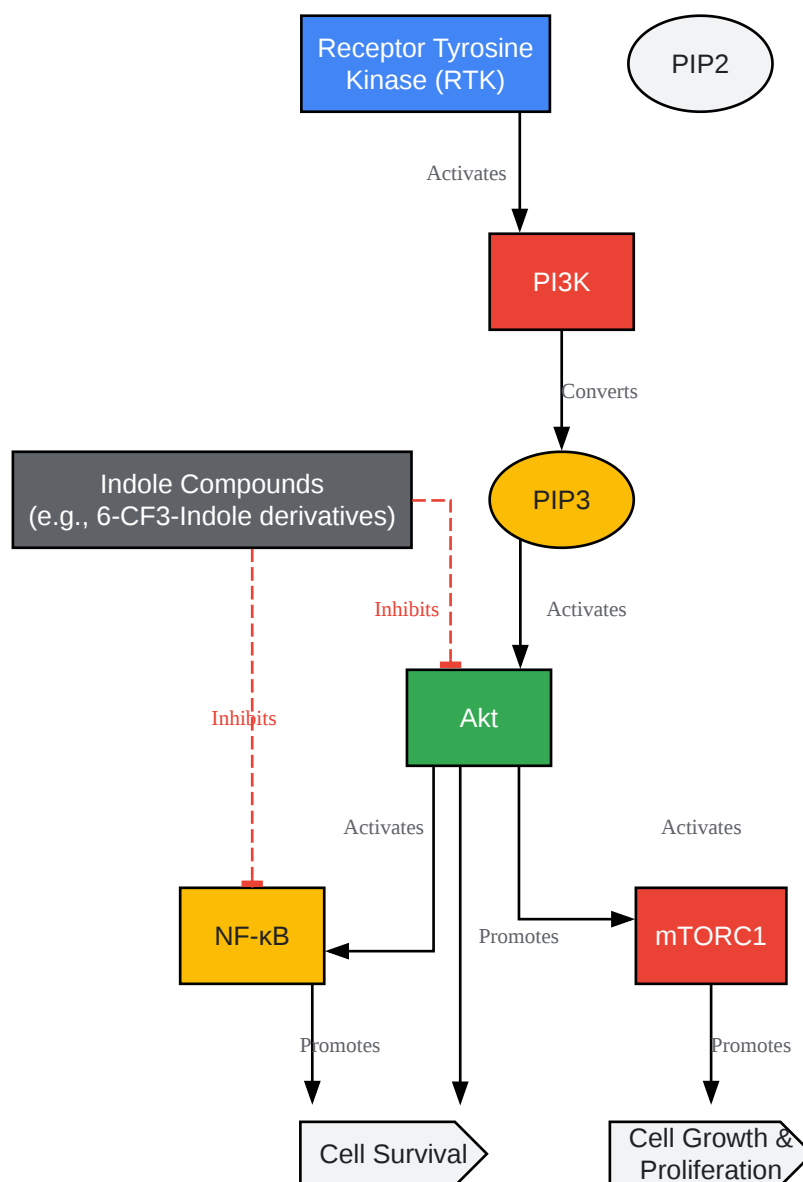 Receptor Tyrosine
Kinase (RTK)
PIP2
Activates
PI3K
Converts
Indole Compounds
(e.g., 6-CF3-Indole derivatives)
PIP3
Inhibits
Activates
Inhibits
Akt
Activates
Activates
NF-κB
Promotes
mTORC1
Promotes
Promotes
Cell Survival
Cell Growth &
Proliferation